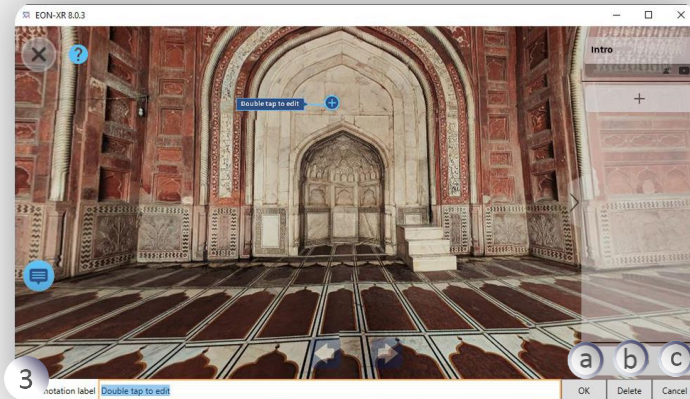 EON-XR 8.0.3
?
Intro
Double tap to edit
a b c
3
notation label Double tap to edit OK Delete Cancel